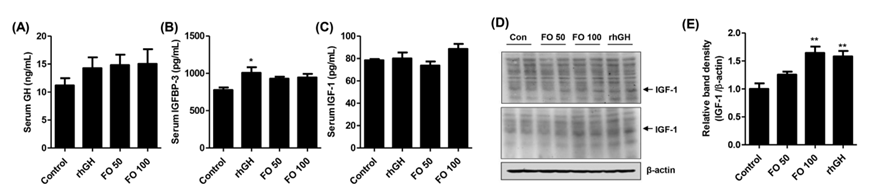 (A)
Serum GH (ng/mL)
20
15
10
5
0
Control
rhGH
FO 50
FO 100
(B)
Serum IGFBP-3 (pg/mL)
1500
1000
500
0
*
Control
rhGH
FO 50
FO 100
(C)
Serum IGF-1 (pg/mL)
100
80
60
40
20
0
Control
rhGH
FO 50
FO 100
(D)
Con FO 50 FO 100 rhGH
IGF-1
IGF-1
β-actin
(E)
Relative band density
(IGF-1 /β-actin)
2.0
1.5
1.0
0.5
0.0
**
**
Control
FO 50
FO 100
rhGH